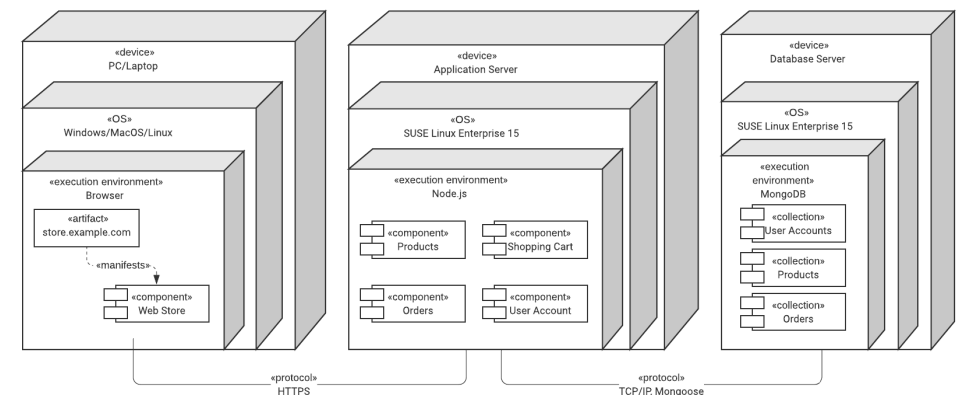 «device»
PC/Laptop
«OS»
Windows/MacOS/Linux
«execution environment»
Browser
«artifact»
store.example.com
«manifests»
«component»
Web Store
«device»
Application Server
«OS»
SUSE Linux Enterprise 15
«execution environment»
Node.js
«component»
Products
«component»
Shopping Cart
«component»
Orders
«component»
User Account
«device»
Database Server
«OS»
SUSE Linux Enterprise 15
«execution
environment»
MongoDB
«collection»
User Accounts
«collection»
Products
«collection»
Orders
«protocol»
HTTPS
«protocol»
TCP/IP, Mongoose